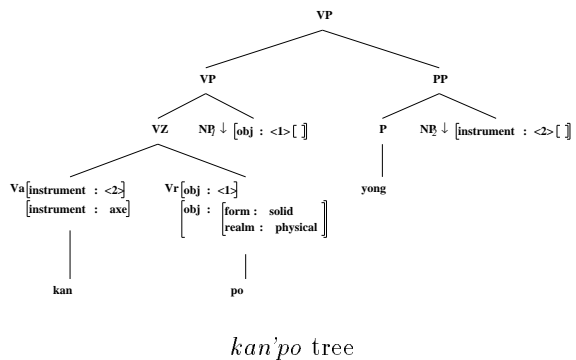 VP
VP PP
VZ NP1 ↓ [obj : <1>[ ]] P NP2 ↓ [instrument : <2>[ ]]
Va [instrument : <2>] Vr [obj : <1>] yong
[instrument : axe] [obj : [form : solid
realm : physical]]
kan po
kan'po tree